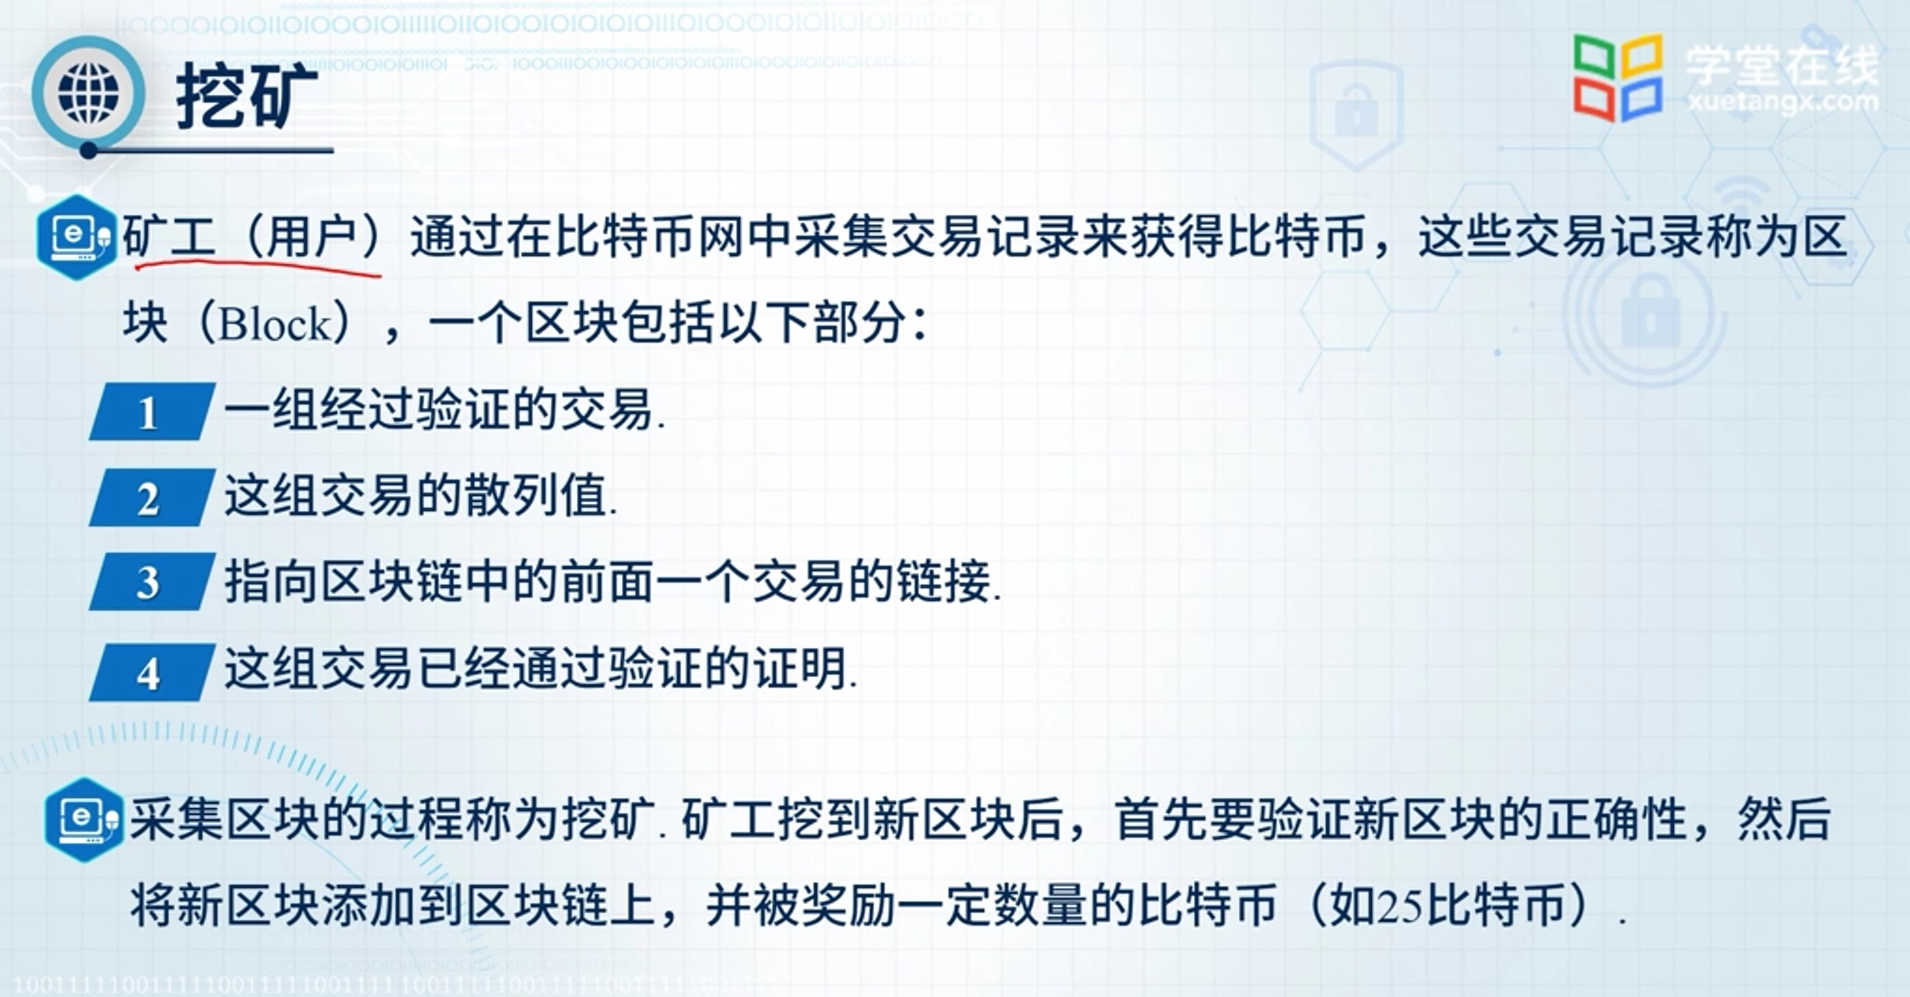 挖矿
学堂在线
xuetangx.com
矿工（用户）通过在比特币网中采集交易记录来获得比特币，这些交易记录称为区
块（Block），一个区块包括以下部分：
1 一组经过验证的交易.
2 这组交易的散列值.
3 指向区块链中的前面一个交易的链接.
4 这组交易已经通过验证的证明.
采集区块的过程称为挖矿. 矿工挖到新区块后，首先要验证新区块的正确性，然后
将新区块添加到区块链上，并被奖励一定数量的比特币（如25比特币）.